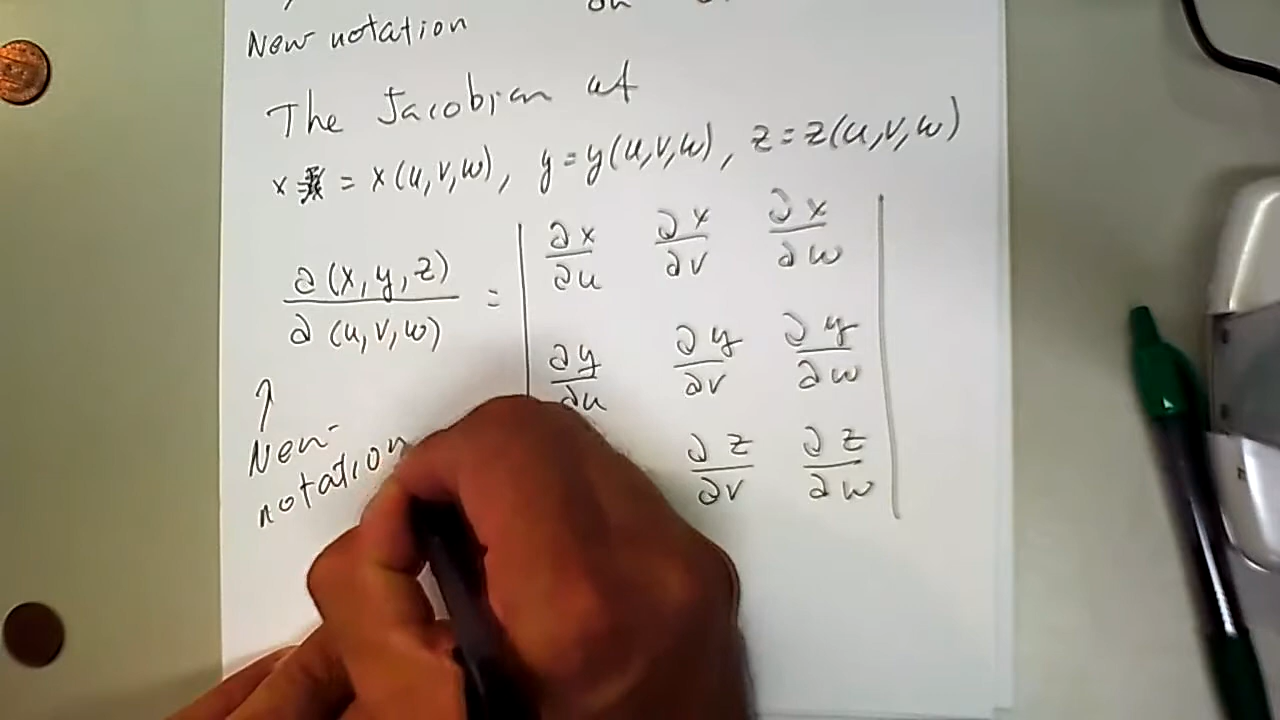 New notation
The Jacobian of
x = x(u,v,w), y = y(u,v,w), z = z(u,v,w)
∂(x,y,z)/∂(u,v,w) = | ∂x/∂u ∂x/∂v ∂x/∂w |
∂y/∂u ∂y/∂v ∂y/∂w
∂z/∂v ∂z/∂w
↑
New-
notation